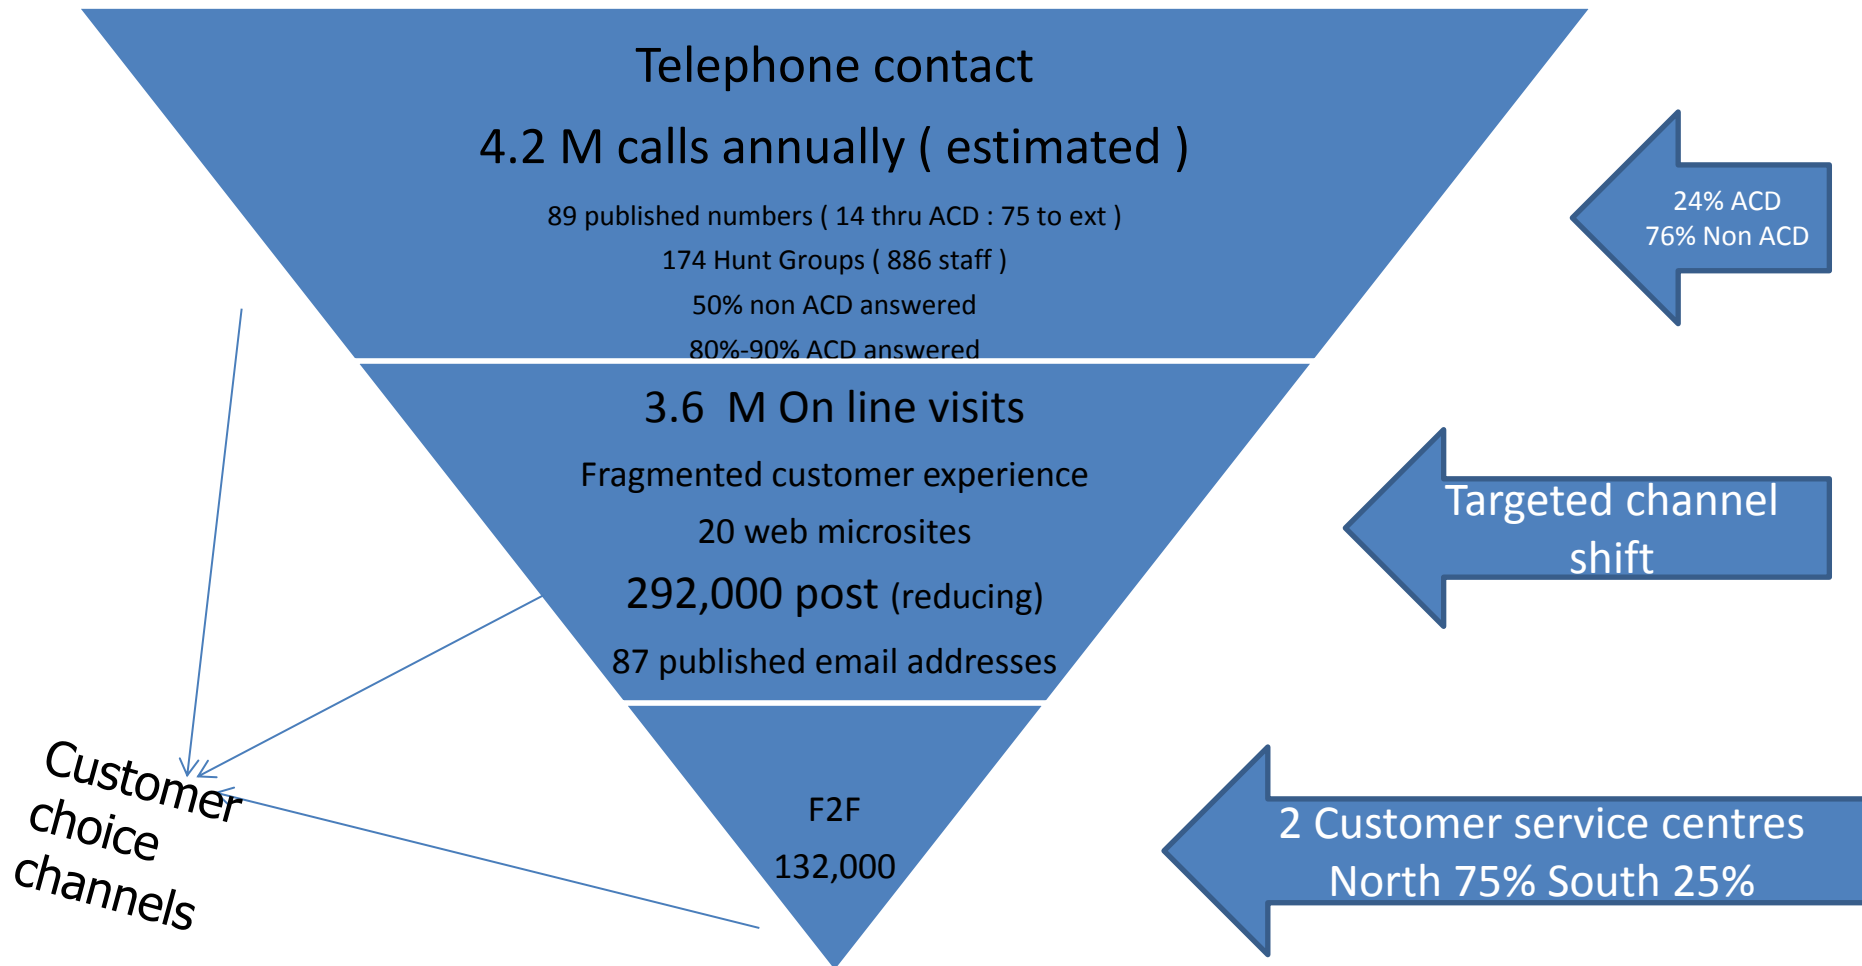 Telephone contact
4.2 M calls annually ( estimated )
89 published numbers ( 14 thru ACD : 75 to ext )
174 Hunt Groups ( 886 staff )
50% non ACD answered
80%-90% ACD answered
24% ACD
76% Non ACD
3.6 M On line visits
Fragmented customer experience
20 web microsites
292,000 post (reducing)
87 published email addresses
Targeted channel
shift
F2F
132,000
2 Customer service centres
North 75% South 25%
Customer
choice
channels